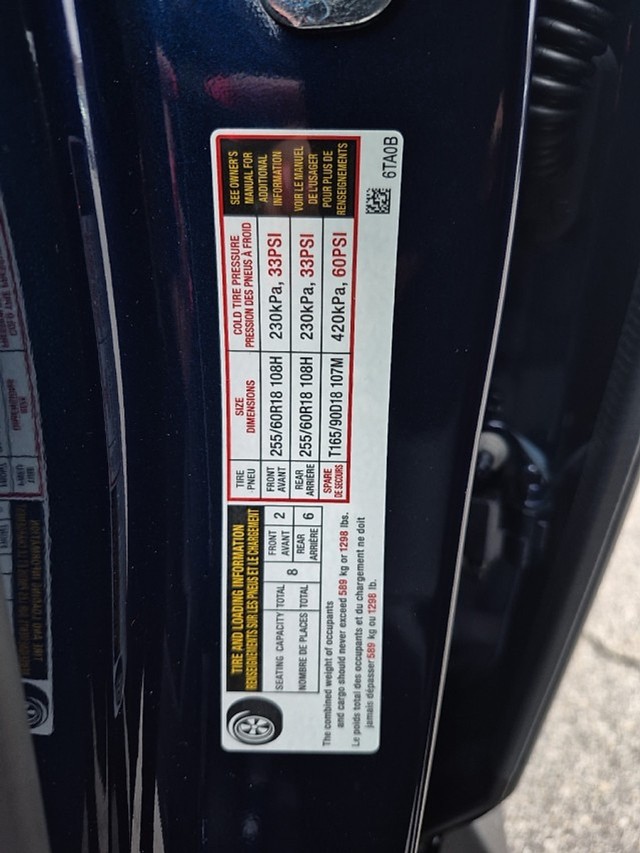 TIRE AND LOADING INFORMATION
RENSEIGNEMENTS SUR LES PNEUS ET LE CHARGEMENT
SEATING CAPACITY TOTAL
NOMBRE DE PLACES TOTAL
8
FRONT
AVANT
2
REAR
ARRIÈRE
6
The combined weight of occupants
and cargo should never exceed 589 kg or 1298 lbs.
Le poids total des occupants et du chargement ne doit
jamais dépasser 589 kg ou 1298 lb.
TIRE
PNEU
SIZE
DIMENSIONS
COLD TIRE PRESSURE
PRESSION DES PNEUS À FROID
FRONT
AVANT
255/60R18 108H
230kPa, 33PSI
REAR
ARRIÈRE
255/60R18 108H
230kPa, 33PSI
SPARE
DE SECOURS
T165/90D18 107M
420kPa, 60PSI
SEE OWNER'S
MANUAL FOR
ADDITIONAL
INFORMATION
VOIR LE MANUEL
DE L'USAGER
POUR PLUS DE
RENSEIGNEMENTS
6TA0B